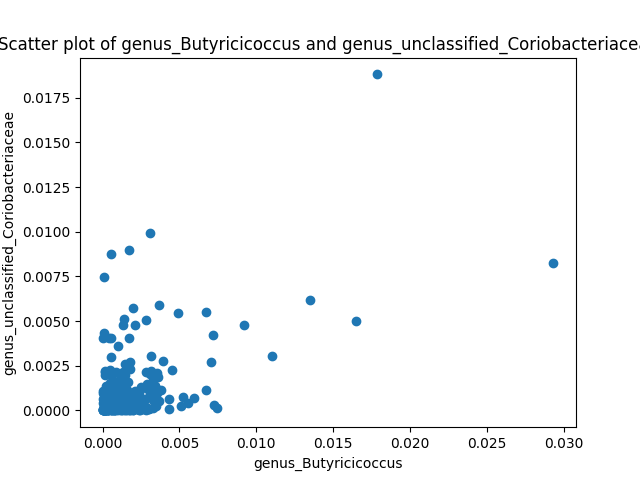 Scatter plot of genus_Butyricicoccus and genus_unclassified_Coriobacteriacea
0.0175
0.0150
0.0125
0.0100
0.0075
0.0050
0.0025
0.0000
genus_unclassified_Coriobacteriaceae
0.000 0.005 0.010 0.015 0.020 0.025 0.030
genus_Butyricicoccus